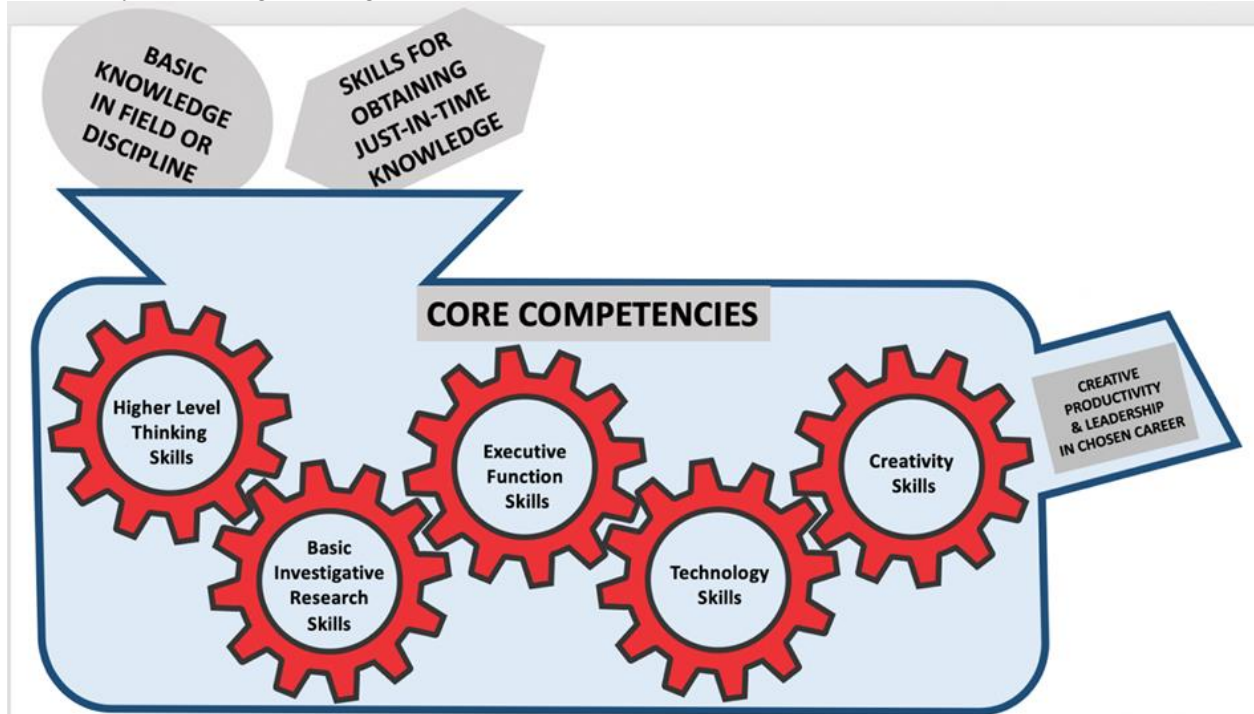 BASIC
KNOWLEDGE
IN FIELD OR
DISCIPLINE
SKILLS FOR
OBTAINING
JUST-IN-TIME
KNOWLEDGE
CORE COMPETENCIES
Higher Level
Thinking
Skills
Basic
Investigative
Research
Skills
Executive
Function
Skills
Technology
Skills
Creativity
Skills
CREATIVE
PRODUCTIVITY
& LEADERSHIP
IN CHOSEN CAREER